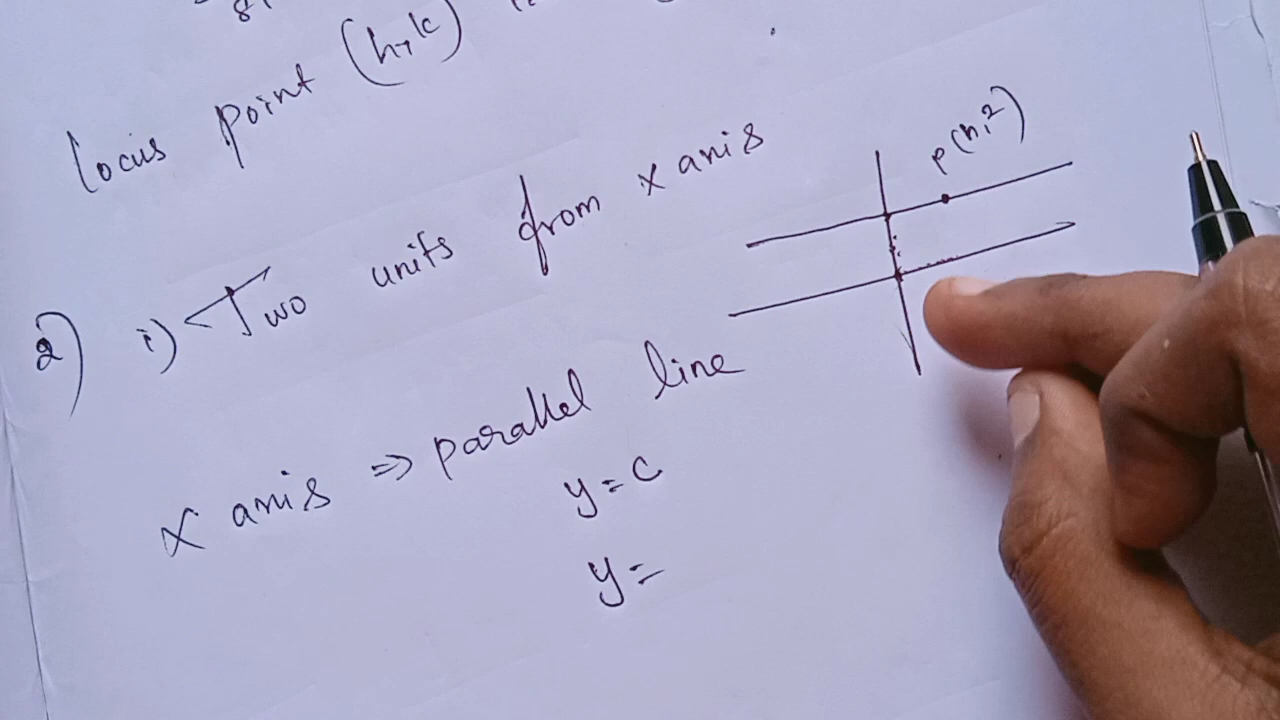 locus point (h,k)
2) i) Two units from x axis
P(h,2)
x axis ⇒ parallel line
y=c
y=